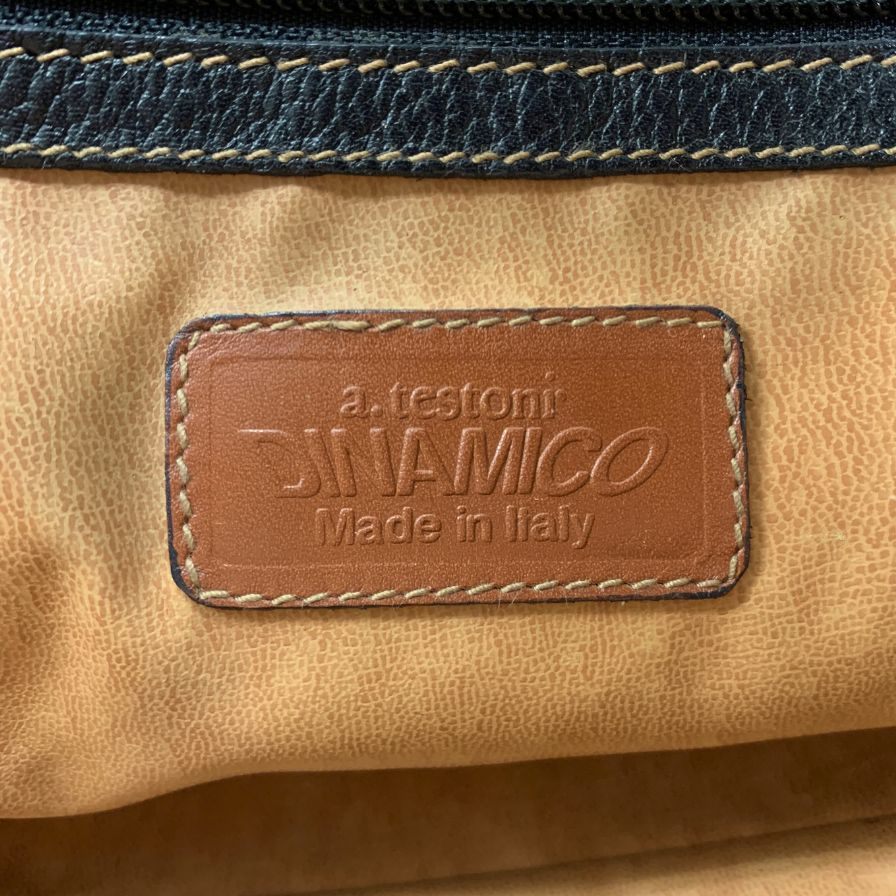 a. testoni
DINAMICO
Made in Italy